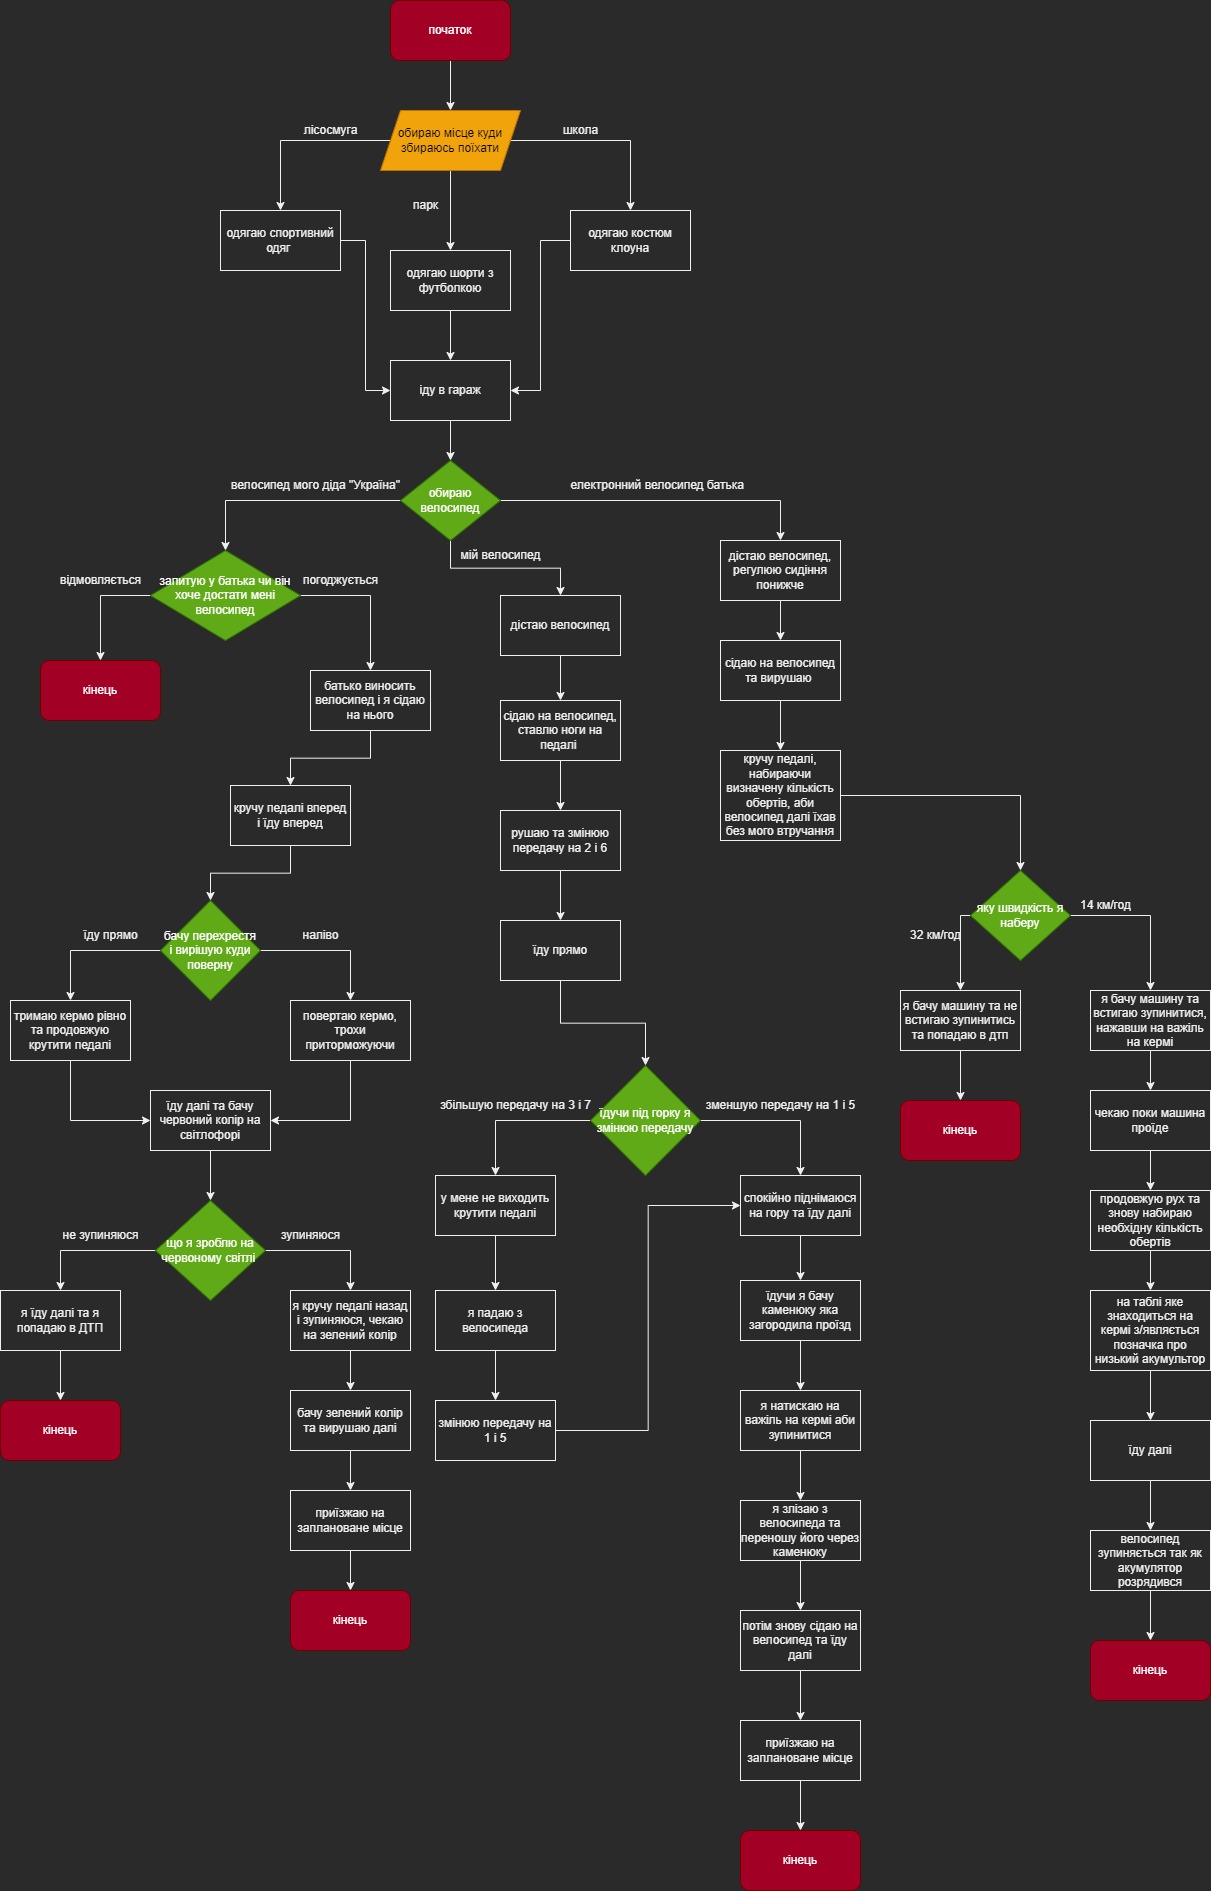 початок
обираю місце куди
збираюсь поїхати
лісосмуга
школа
парк
одягаю спортивний
одяг
одягаю шорти з
футболкою
одягаю костюм
клоуна
іду в гараж
обираю
велосипед
велосипед мого діда "Україна"
електронний велосипед батька
мій велосипед
запитую у батька чи він
хоче достати мені
велосипед
відмовляється
погоджується
кінець
батько виносить
велосипед і я сідаю
на нього
кручу педалі вперед
і їду вперед
бачу перехрестя
і вирішую куди
поверну
їду прямо
наліво
тримаю кермо рівно
та продовжую
крутити педалі
повертаю кермо,
трохи
приторможуючи
їду далі та бачу
червоний колір на
світлофорі
що я зроблю на
червоному світлі
не зупиняюся
зупиняюся
я їду далі та я
попадаю в ДТП
кінець
я кручу педалі назад
і зупиняюся, чекаю
на зелений колір
бачу зелений колір
та вирушаю далі
приїзжаю на
заплановане місце
кінець
дістаю велосипед
сідаю на велосипед,
ставлю ноги на
педалі
рушаю та змінюю
передачу на 2 і 6
їду прямо
їдучи під горку я
змінюю передачу
збільшую передачу на 3 і 7
зменшую передачу на 1 і 5
у мене не виходить
крутити педалі
я падаю з
велосипеда
змінюю передачу на
1 і 5
спокійно піднімаюся
на гору та їду далі
їдучи я бачу
каменюку яка
загородила проїзд
я натискаю на
важіль на кермі аби
зупинитися
я злізаю з
велосипеда та
переношу його через
каменюку
потім знову сідаю на
велосипед та їду
далі
приїзжаю на
заплановане місце
кінець
дістаю велосипед,
регулюю сидіння
понижче
сідаю на велосипед
та вирушаю
кручу педалі,
набираючи
визначену кількість
обертів, аби
велосипед далі їхав
без мого втручання
яку швидкість я
наберу
32 км/год
14 км/год
я бачу машину та не
встигаю зупинитись
та попадаю в дтп
кінець
я бачу машину та
встигаю зупинитися,
нажавши на важіль
на кермі
чекаю поки машина
проїде
продовжую рух та
знову набираю
необхідну кількість
обертів
на таблі яке
знаходиться на
кермі з/являється
позначка про
низький акумультор
їду далі
велосипед
зупиняється так як
акумулятор
розрядився
кінець